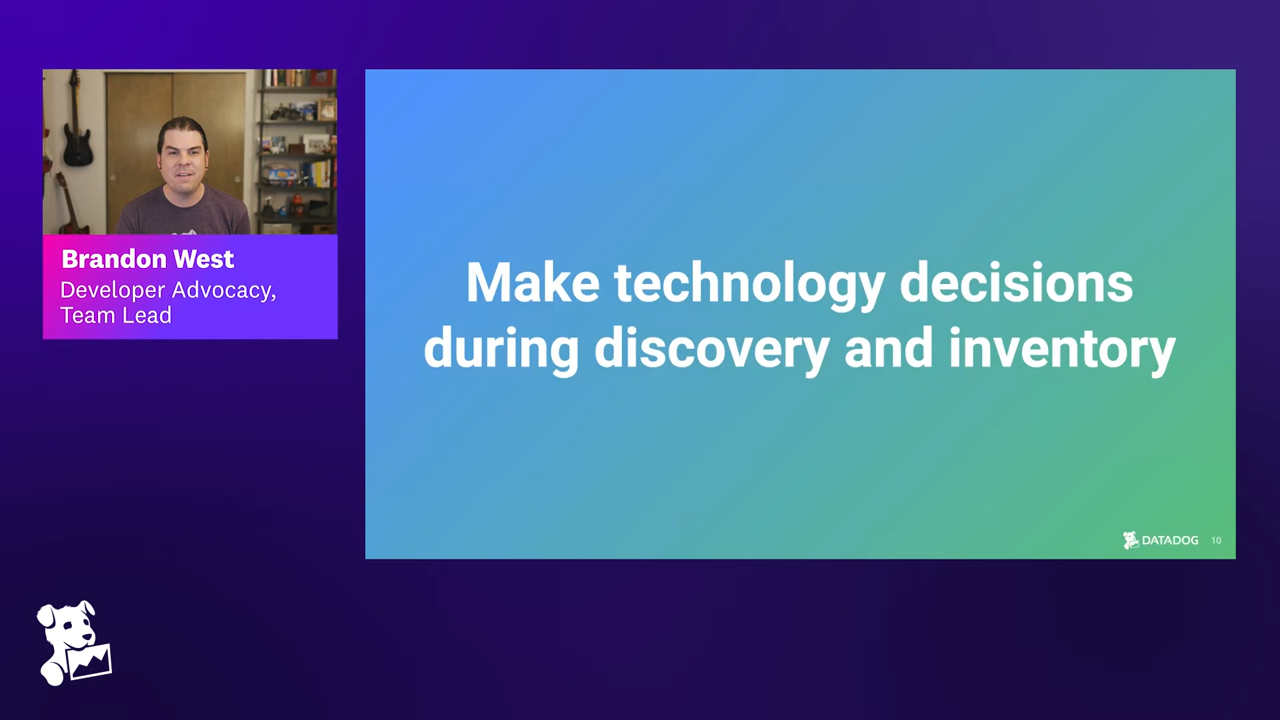 Brandon West
Developer Advocacy,
Team Lead
Make technology decisions
during discovery and inventory
DATADOG 10